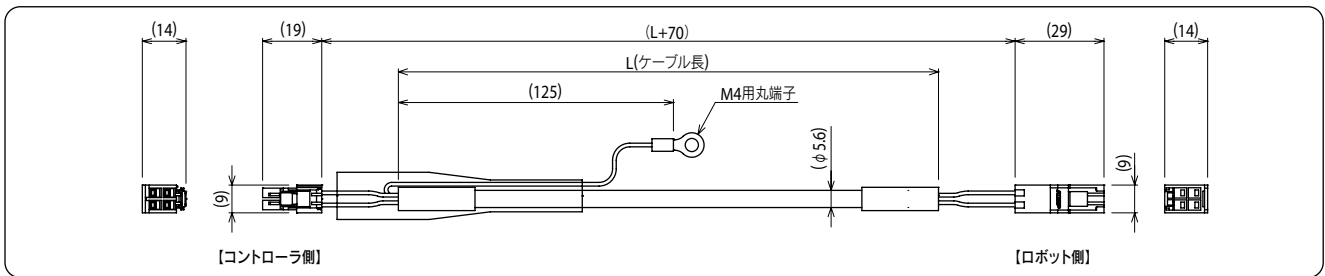 (14)
(19)
(L+70)
(29)
(14)
L(ケーブル長)
(125)
M4用丸端子
(φ5.6)
(9)
(9)
【コントローラ側】
【ロボット側】